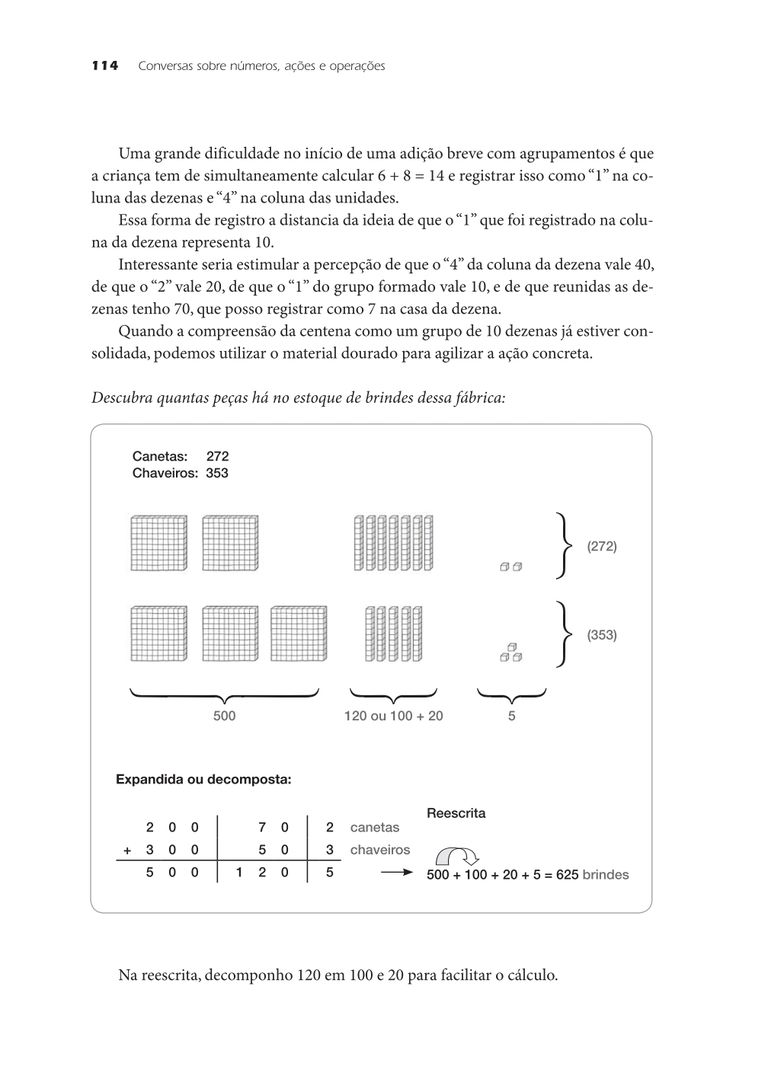 114 Conversas sobre números, ações e operações
Uma grande dificuldade no início de uma adição breve com agrupamentos é que
a criança tem de simultaneamente calcular 6 + 8 = 14 e registrar isso como “1” na co-
luna das dezenas e “4” na coluna das unidades.
Essa forma de registro a distancia da ideia de que o “1” que foi registrado na colu-
na da dezena representa 10.
Interessante seria estimular a percepção de que o “4” da coluna da dezena vale 40,
de que o “2” vale 20, de que o “1” do grupo formado vale 10, e de que reunidas as de-
zenas tenho 70, que posso registrar como 7 na casa da dezena.
Quando a compreensão da centena como um grupo de 10 dezenas já estiver con-
solidada, podemos utilizar o material dourado para agilizar a ação concreta.
Descubra quantas peças há no estoque de brindes dessa fábrica:
Canetas: 272
Chaveiros: 353
(272)
(353)
500 120 ou 100 + 20 5
Expandida ou decomposta:
Reescrita
2 0 0 7 0 2 canetas
+ 3 0 0 5 0 3 chaveiros
5 0 0 1 2 0 5 500 + 100 + 20 + 5 = 625 brindes
Na reescrita, decomponho 120 em 100 e 20 para facilitar o cálculo.